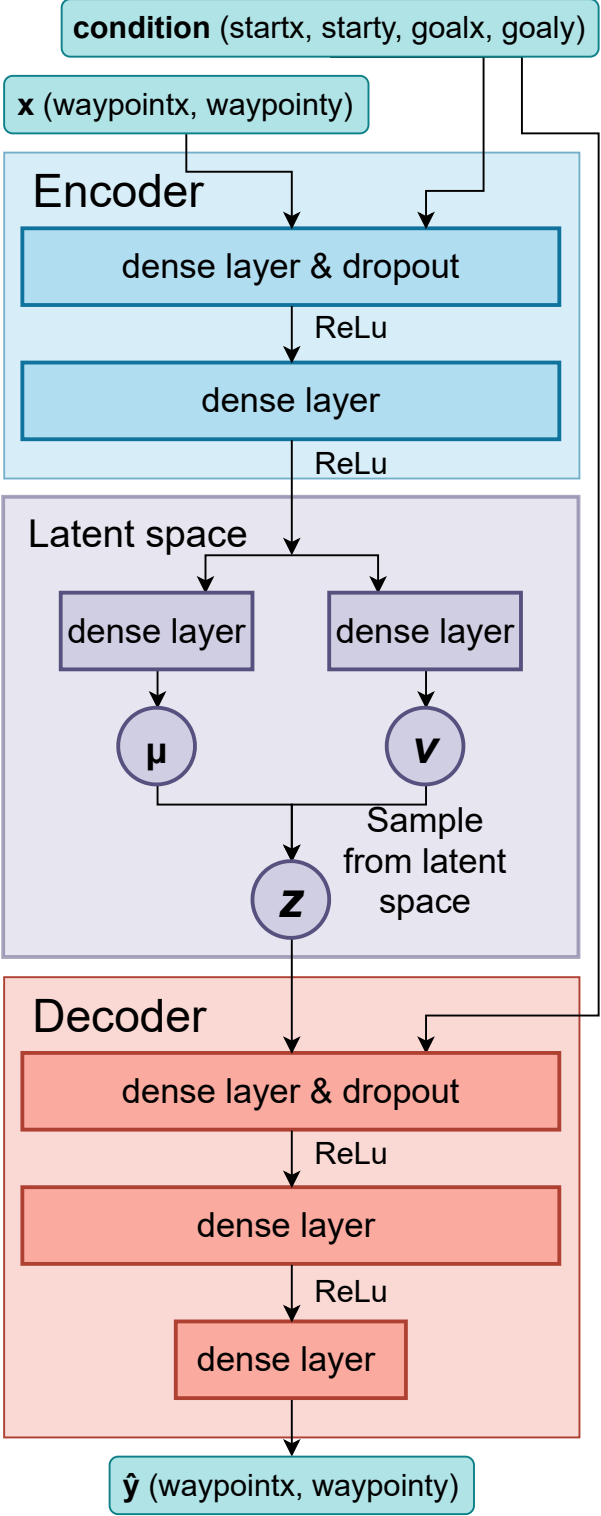 condition (startx, starty, goalx, goaly)
x (waypointx, waypointy)
Encoder
dense layer & dropout
ReLu
dense layer
ReLu
Latent space
dense layer
dense layer
μ
v
Sample
from latent
space
z
Decoder
dense layer & dropout
ReLu
dense layer
ReLu
dense layer
ŷ (waypointx, waypointy)